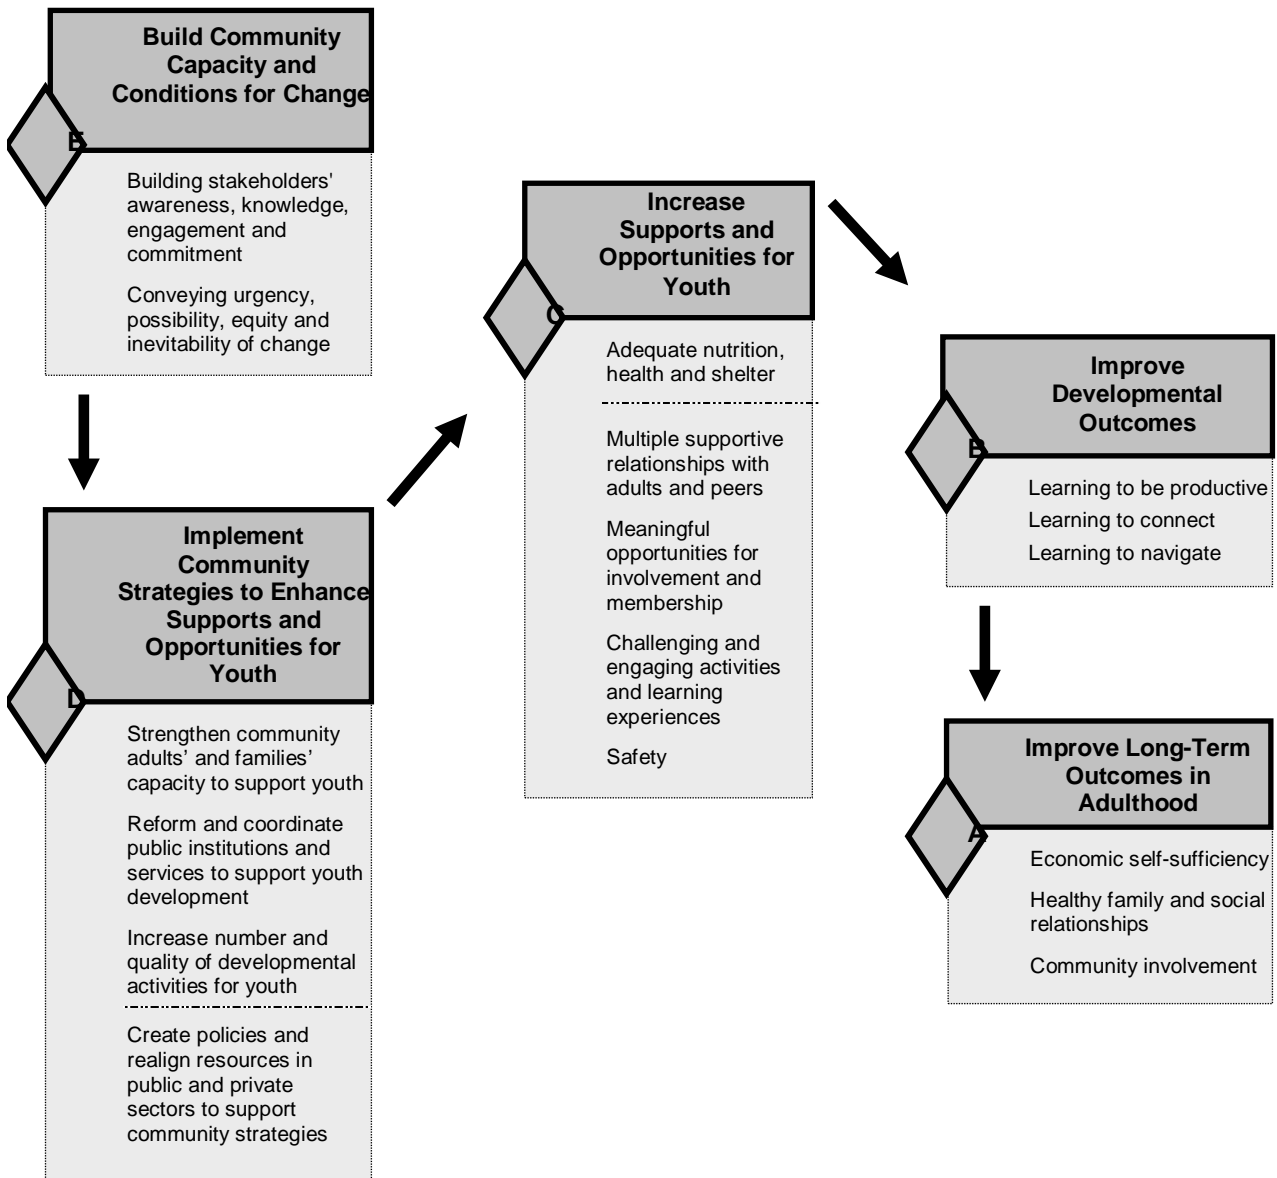 Build Community
Capacity and
Conditions for Change
E
Building stakeholders'
awareness, knowledge,
engagement and
commitment
Conveying urgency,
possibility, equity and
inevitability of change
Implement
Community
Strategies to Enhance
Supports and
Opportunities for
Youth
D
Strengthen community
adults’ and families’
capacity to support youth
Reform and coordinate
public institutions and
services to support youth
development
Increase number and
quality of developmental
activities for youth
Create policies and
realign resources in
public and private
sectors to support
community strategies
Increase
Supports and
Opportunities for
Youth
C
Adequate nutrition,
health and shelter
Multiple supportive
relationships with
adults and peers
Meaningful
opportunities for
involvement and
membership
Challenging and
engaging activities
and learning
experiences
Safety
Improve
Developmental
Outcomes
B
Learning to be productive
Learning to connect
Learning to navigate
Improve Long-Term
Outcomes in
Adulthood
A
Economic self-sufficiency
Healthy family and social
relationships
Community involvement